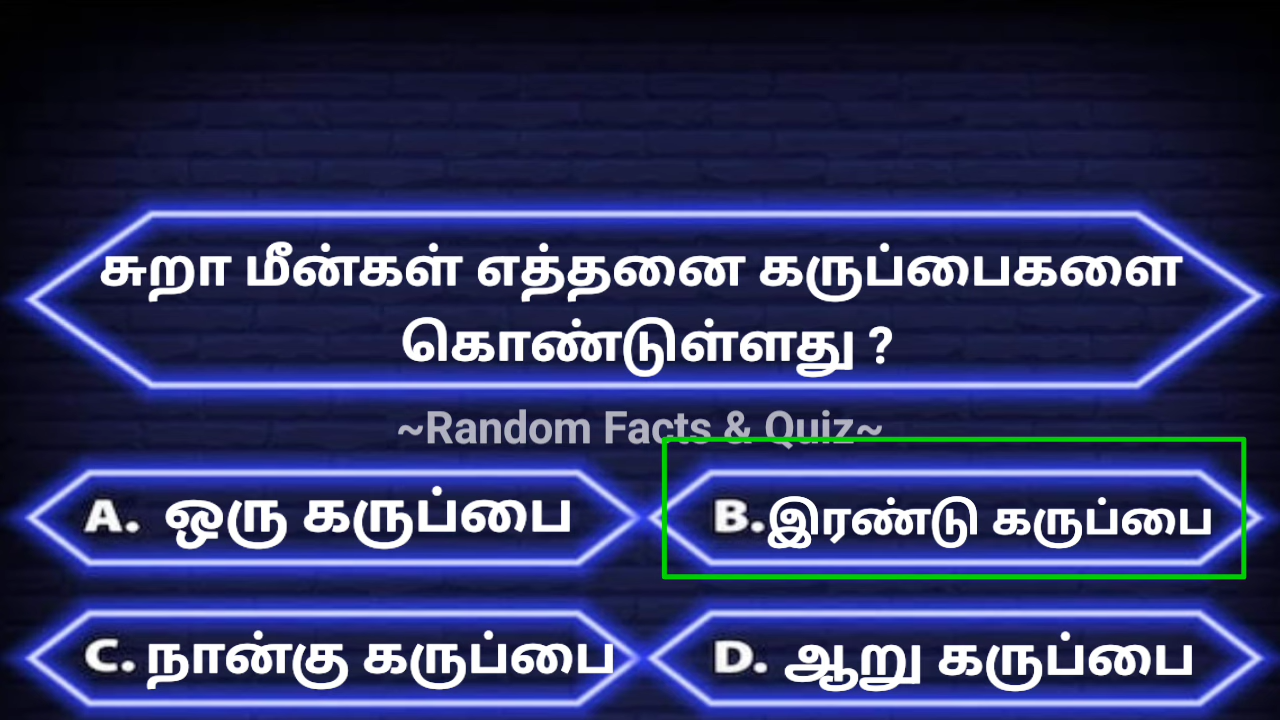 சுறா மீன்கள் எத்தனை கருப்பைகளை
கொண்டுள்ளது ?
~Random Facts & Quiz~
A. ஒரு கருப்பை
B.இரண்டு கருப்பை
C. நான்கு கருப்பை
D. ஆறு கருப்பை